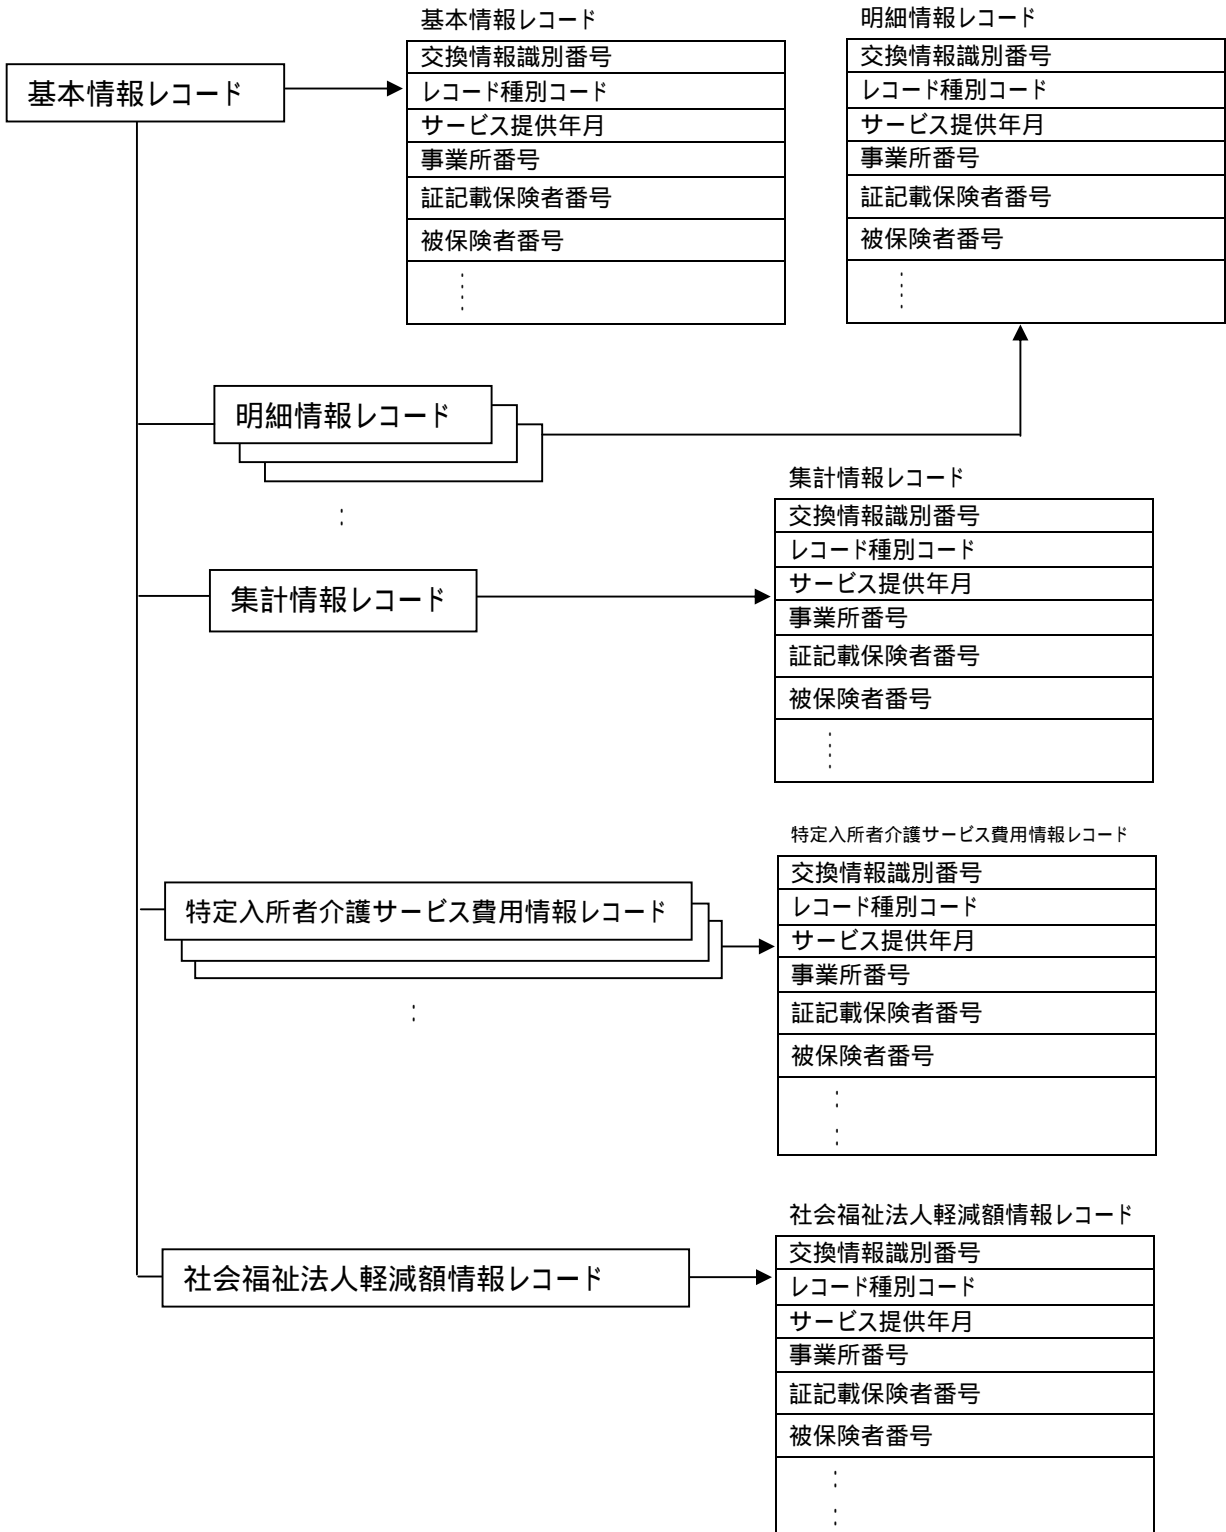 基本情報レコード
基本情報レコード
交換情報識別番号
レコード種別コード
サービス提供年月
事業所番号
証記載保険者番号
被保険者番号
明細情報レコード
交換情報識別番号
レコード種別コード
サービス提供年月
事業所番号
証記載保険者番号
被保険者番号
明細情報レコード
集計情報レコード
集計情報レコード
交換情報識別番号
レコード種別コード
サービス提供年月
事業所番号
証記載保険者番号
被保険者番号
特定入所者介護サービス費用情報レコード
特定入所者介護サービス費用情報レコード
交換情報識別番号
レコード種別コード
サービス提供年月
事業所番号
証記載保険者番号
被保険者番号
社会福祉法人軽減額情報レコード
社会福祉法人軽減額情報レコード
交換情報識別番号
レコード種別コード
サービス提供年月
事業所番号
証記載保険者番号
被保険者番号